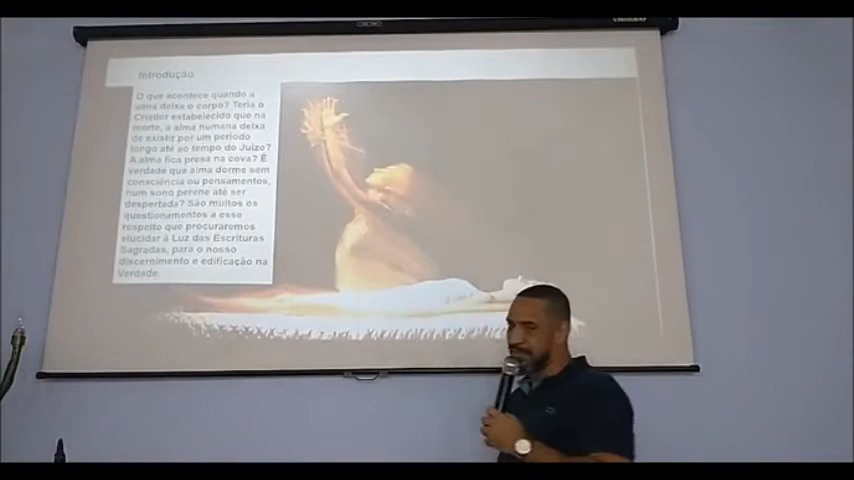 Introdução
O que acontece quando a
alma deixa o corpo? Teria o
Criador estabelecido que na
morte, a alma humana deixa
de existir por um período
longo até ao tempo do Juízo?
A alma fica presa na cova? É
verdade que alma dorme sem
consciência ou pensamentos,
num sono perene até ser
despertada? São muitos os
questionamentos a esse
respeito que procuraremos
elucidar à Luz das Escrituras
Sagradas, para o nosso
discernimento e edificação na
Verdade.